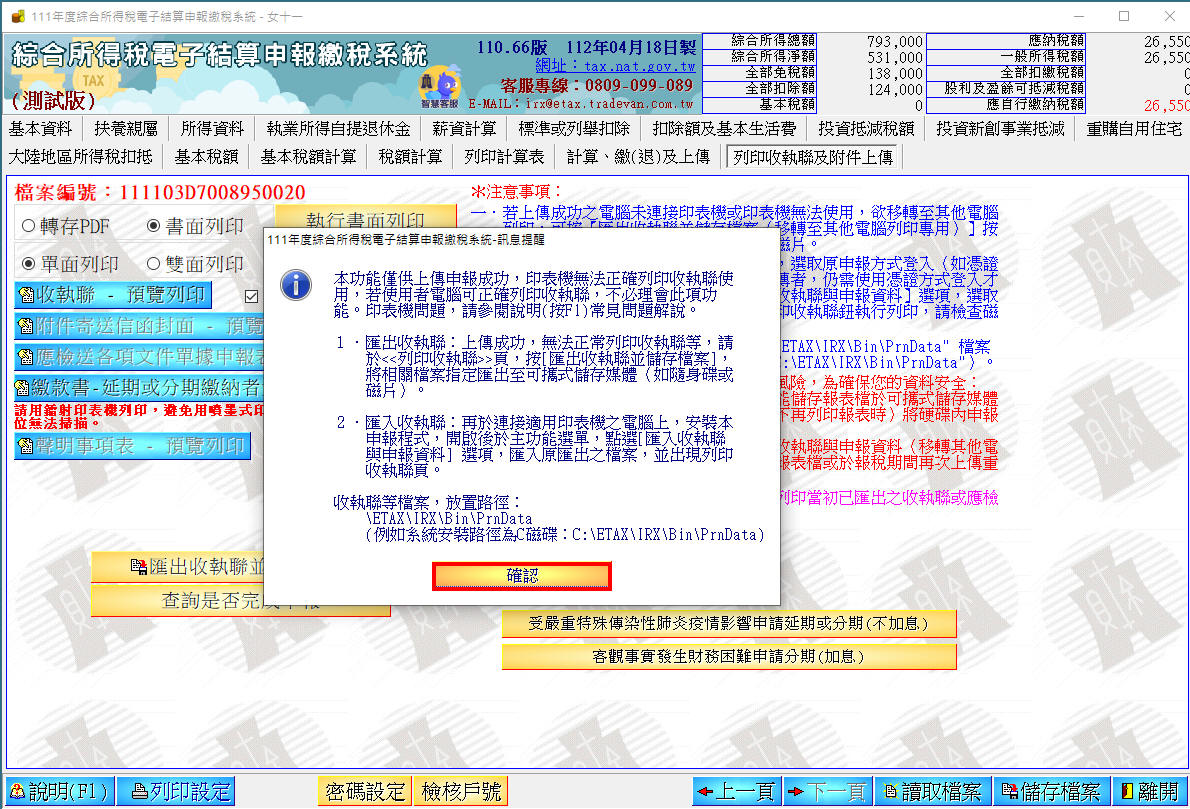 111年度綜合所得稅電子結算申報繳稅系統 - 女十一
綜合所得稅電子結算申報繳稅系統
(測試版)
TAX
智慧客服
110.66版 112年04月18日製
網址：tax.nat.gov.tw
客服專線：0809-099-089
E-MAIL：irx@etax.tradevan.com.tw
綜合所得總額 793,000 應納稅額 26,550
綜合所得淨額 531,000 一般所得稅額 26,550
全部免稅額 138,000 全部扣繳稅額 0
全部扣除額 124,000 股利及盈餘可抵減稅額 0
基本稅額 0 應自行繳納稅額 26,550
基本資料 扶養親屬 所得資料 執業所得自提退休金 薪資計算 標準或列舉扣除 扣除額及基本生活費 投資抵減稅額 投資新創事業抵減 重購自用住宅
大陸地區所得稅扣抵 基本稅額 基本稅額計算 稅額計算 列印計算表 計算、繳(退)及上傳 列印收執聯及附件上傳
檔案編號：111103D7008950020
轉存PDF 書面列印 執行書面列印
單面列印 雙面列印
收執聯 - 預覽列印
附件寄送信函封面 - 預覽
應檢送各項文件單據申報
繳款書-延期或分期繳納者
請用鐳射印表機列印，避免用噴墨式印
位無法掃描。
聲明事項表 - 預覽列印
匯出收執聯並
查詢是否完成申報
*注意事項：
一．若上傳成功之電腦未連接印表機或印表機無法使用，欲移轉至其他電腦
列印，可按「匯出收執聯並儲存檔案（移轉至其他電腦列印專用）」按
磁片。
，選取原申報方式登入（如憑證
傳者，仍需使用憑證方式登入才
收執聯與申報資料］選項，選取
印收執聯鈕執行列印，請檢查磁
ETAX\IRX\Bin\PrnData" 檔案
:\ETAX\IRX\Bin\PrnData"）。
風險，為確保您的資料安全：
能儲存報表檔於可攜式儲存媒體
不再列印報表時）將硬碟內申報
收執聯與申報資料（移轉其他電
報表檔或於報稅期間再次上傳重
列印當初已匯出之收執聯或應檢
111年度綜合所得稅電子結算申報繳稅系統-訊息提醒
本功能僅供上傳申報成功，印表機無法正確列印收執聯使
用，若使用者電腦可正確列印收執聯，不必理會此項功
能。印表機問題，請參閱說明(按F1)常見問題解說。
１．匯出收執聯：上傳成功，無法正常列印收執聯等，請
於<<列印收執聯>>頁，按[匯出收執聯並儲存檔案]，
將相關檔案指定匯出至可攜式儲存媒體（如隨身碟或
磁片）。
２．匯入收執聯：再於連接適用印表機之電腦上，安裝本
申報程式，開啟後於主功能選單，點選[匯入收執聯
與申報資料] 選項，匯入原匯出之檔案，並出現列印
收執聯頁。
收執聯等檔案，放置路徑：
\ETAX\IRX\Bin\PrnData
(例如系統安裝路徑為C磁碟：C:\ETAX\IRX\Bin\PrnData)
確認
受嚴重特殊傳染性肺炎疫情影響申請延期或分期(不加息)
客觀事實發生財務困難申請分期(加息)
說明(F1) 列印設定 密碼設定 檢核戶號 上一頁 下一頁 讀取檔案 儲存檔案 離開